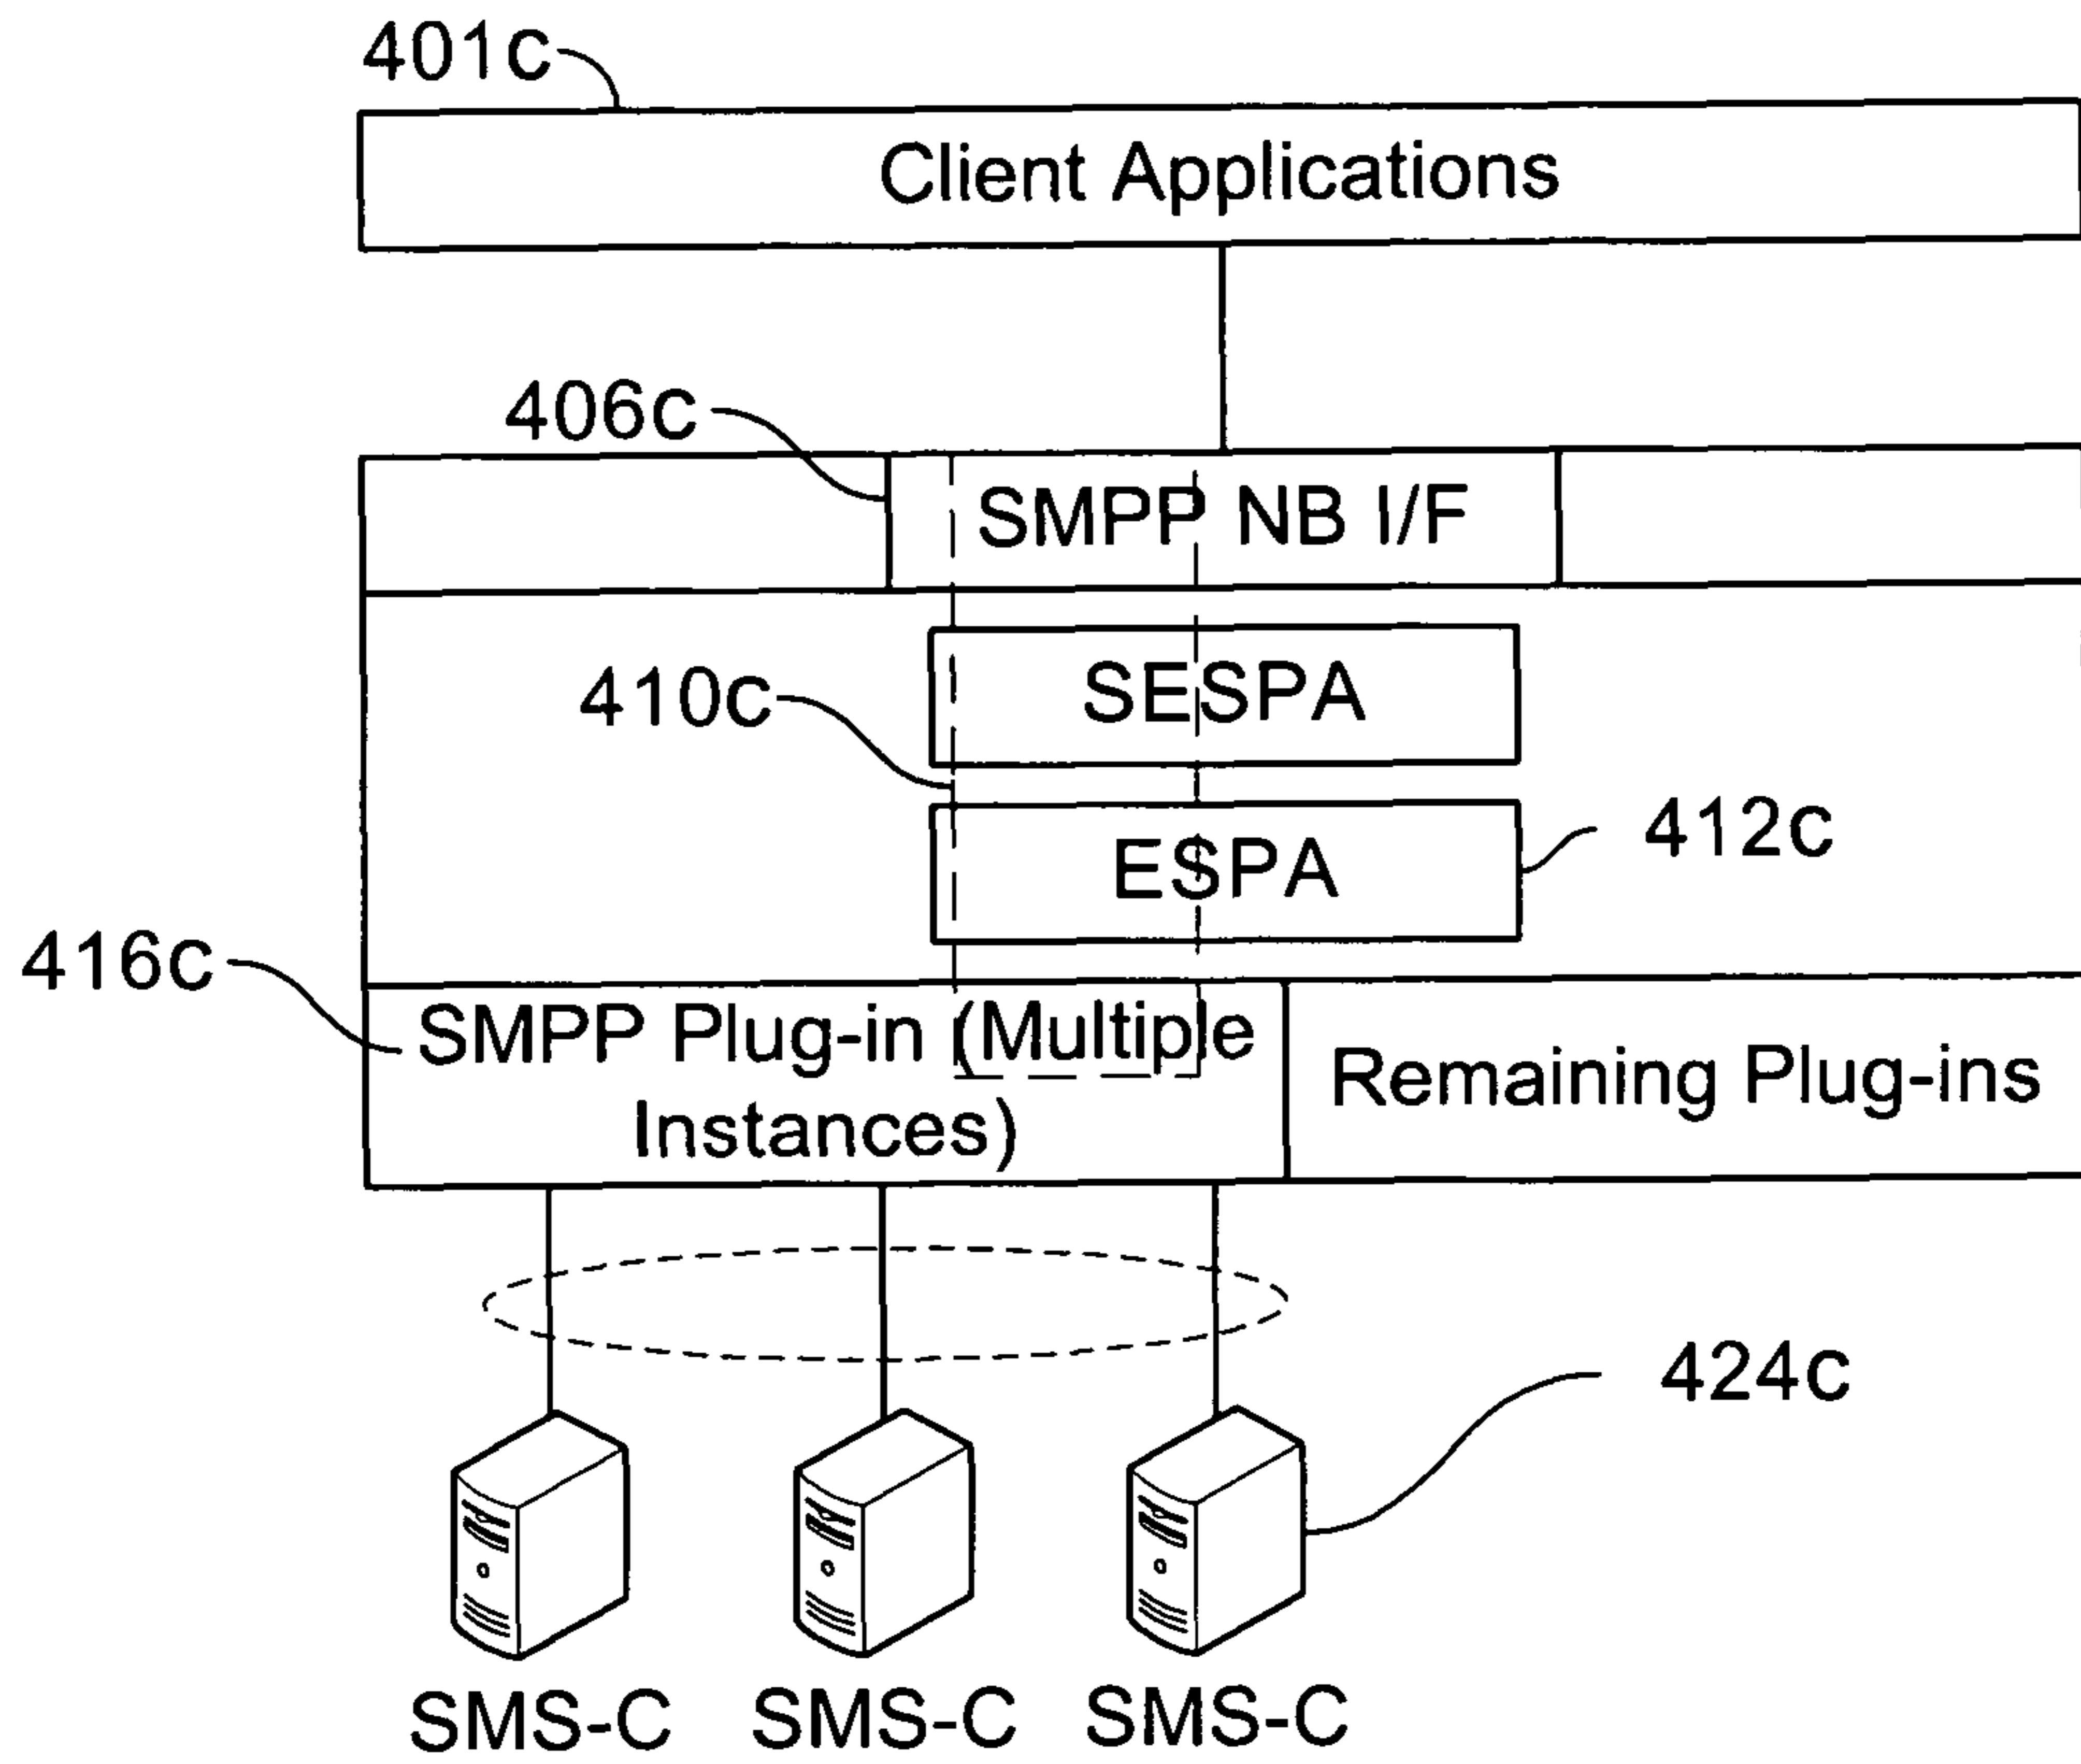 401c
Client Applications
406c
SMPP NB I/F
410c
SESPA
ESPA
412c
416c
SMPP Plug-in (Multiple
Instances)
Remaining Plug-ins
424c
SMS-C
SMS-C
SMS-C